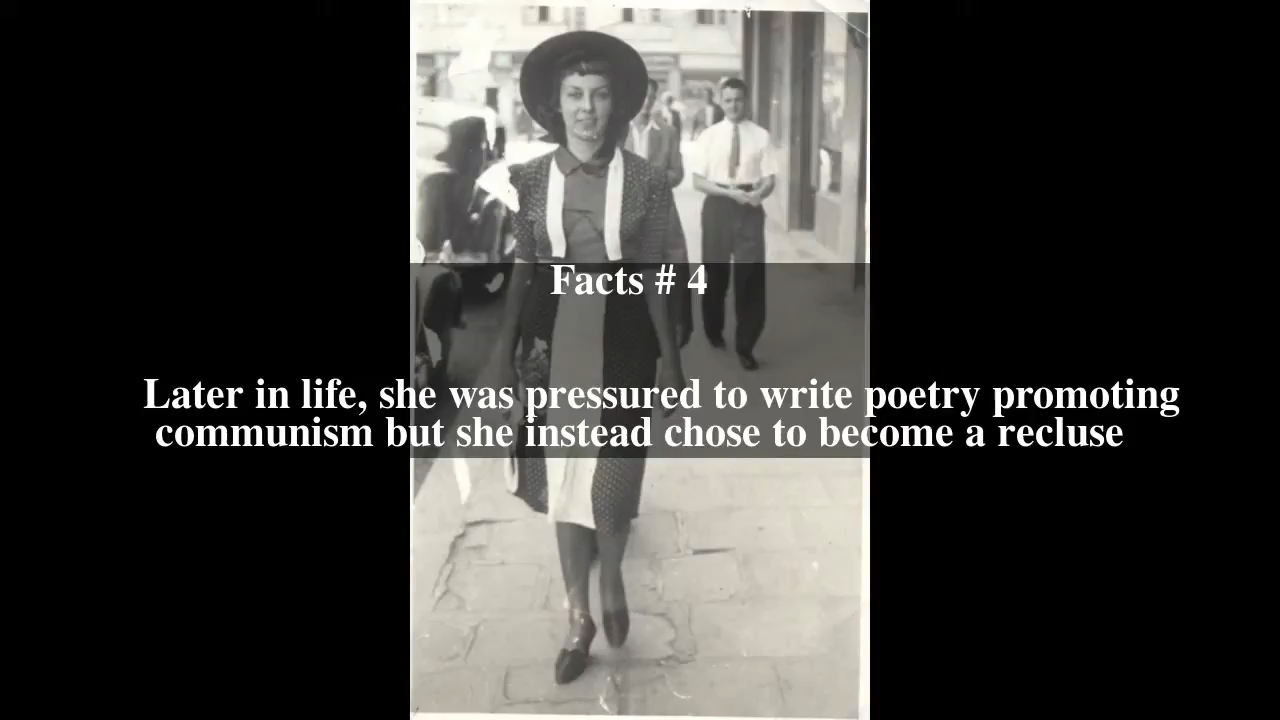 Facts # 4
Later in life, she was pressured to write poetry promoting
communism but she instead chose to become a recluse